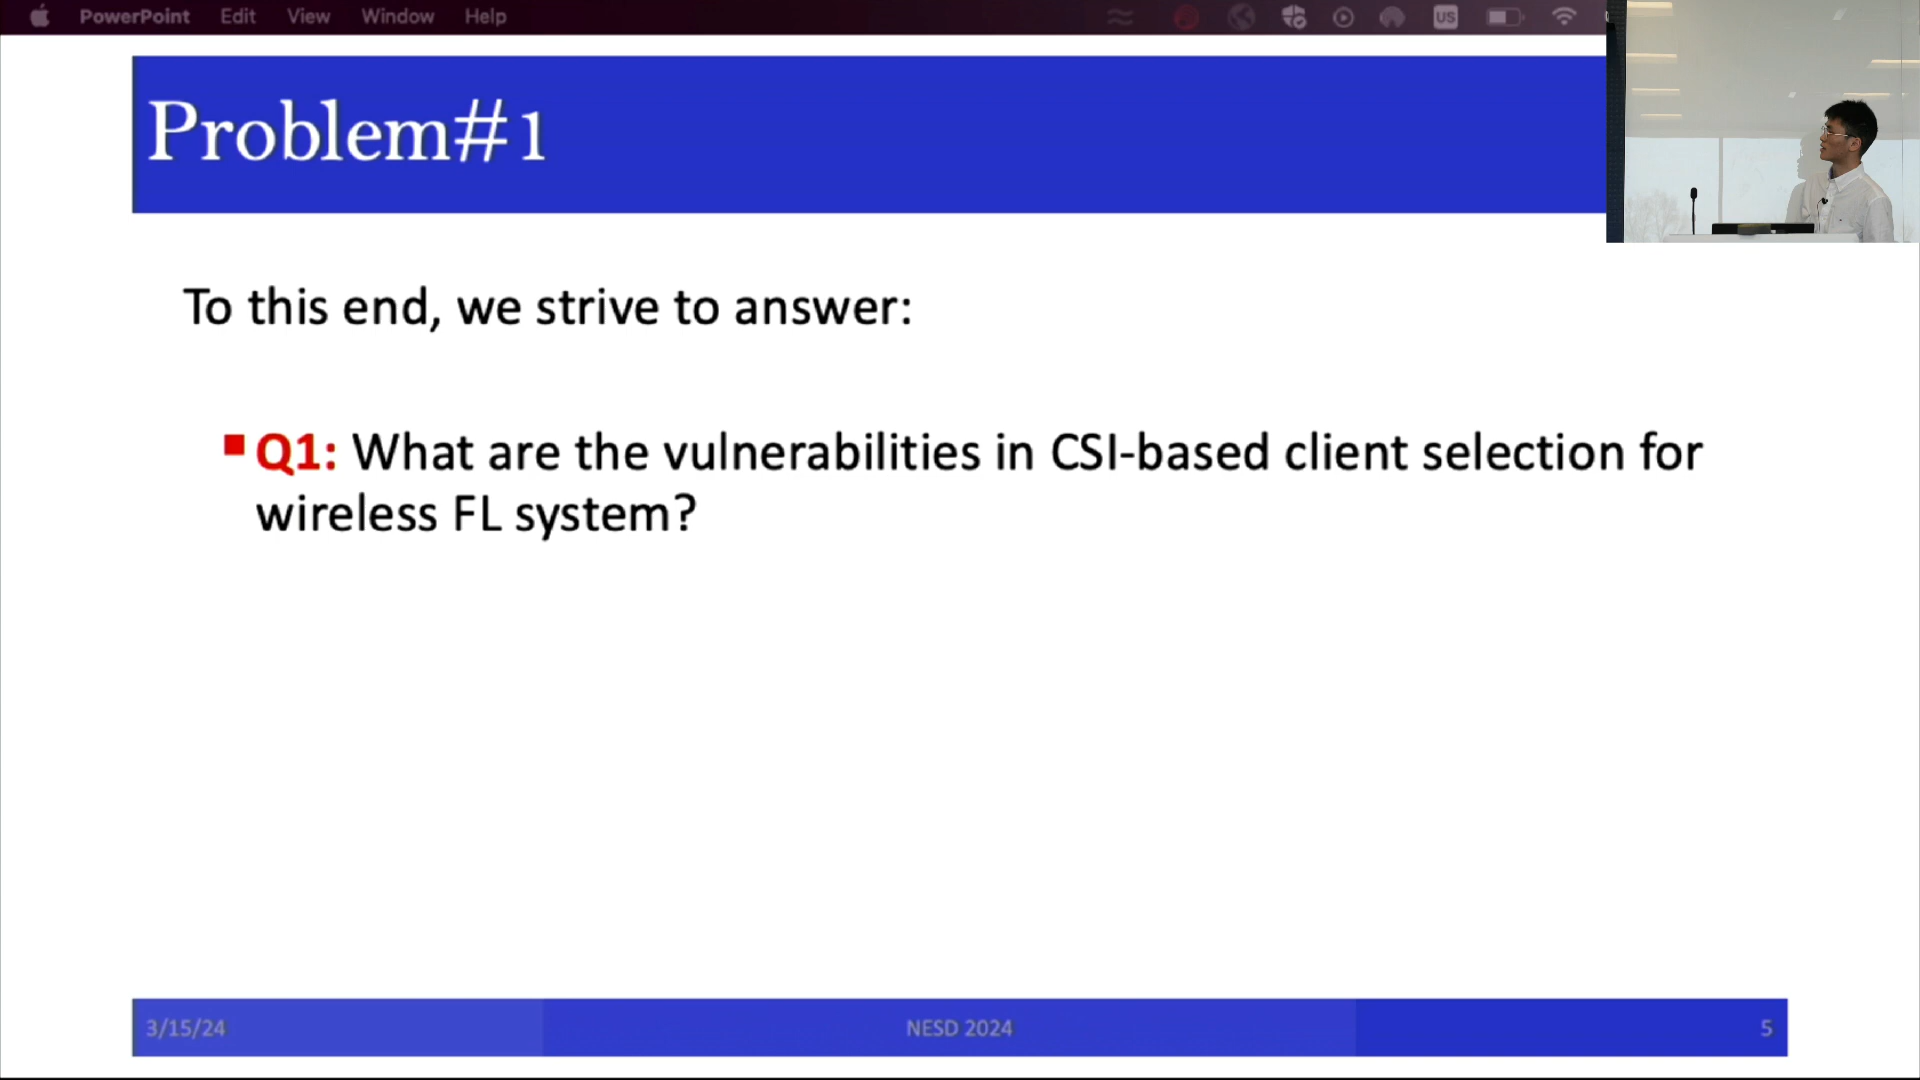 PowerPoint Edit View Window Help US
Problem#1
To this end, we strive to answer:
▪ Q1: What are the vulnerabilities in CSI-based client selection for
wireless FL system?
3/15/24 NESD 2024 5